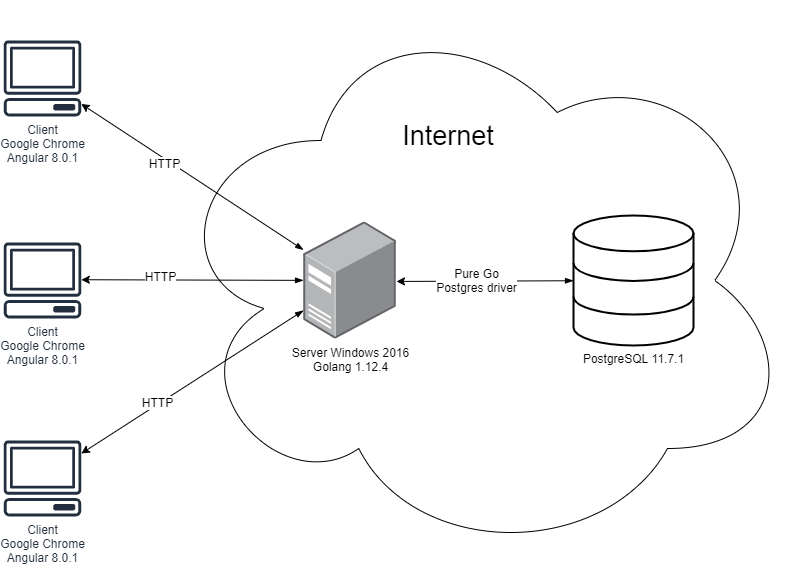 Internet
Client
Google Chrome
Angular 8.0.1
HTTP
Client
Google Chrome
Angular 8.0.1
HTTP
Pure Go
Postgres driver
Server Windows 2016
Golang 1.12.4
PostgreSQL 11.7.1
HTTP
Client
Google Chrome
Angular 8.0.1